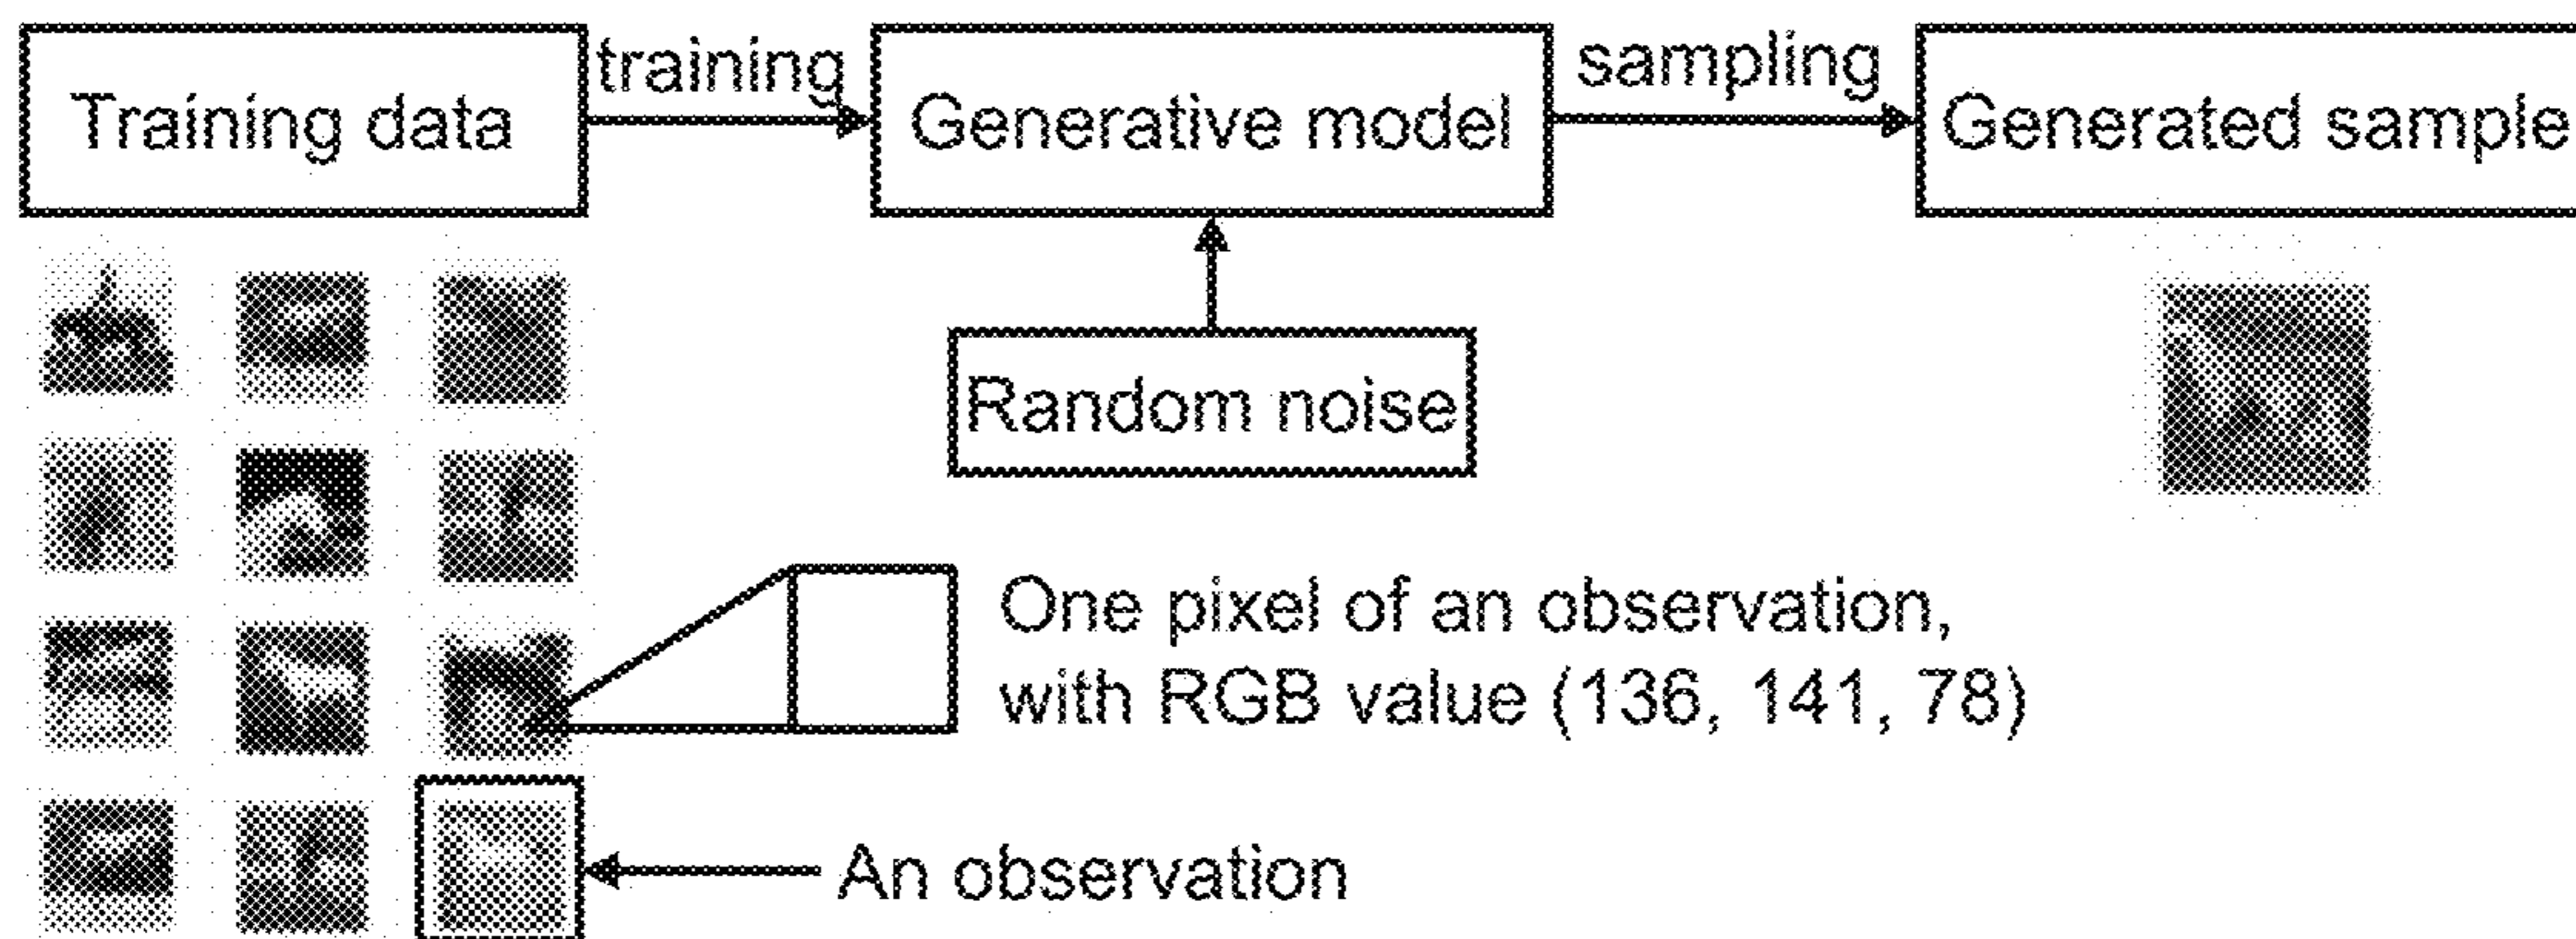 Training data
training
Generative model
sampling
Generated sample
Random noise
One pixel of an observation,
with RGB value (136, 141, 78)
An observation